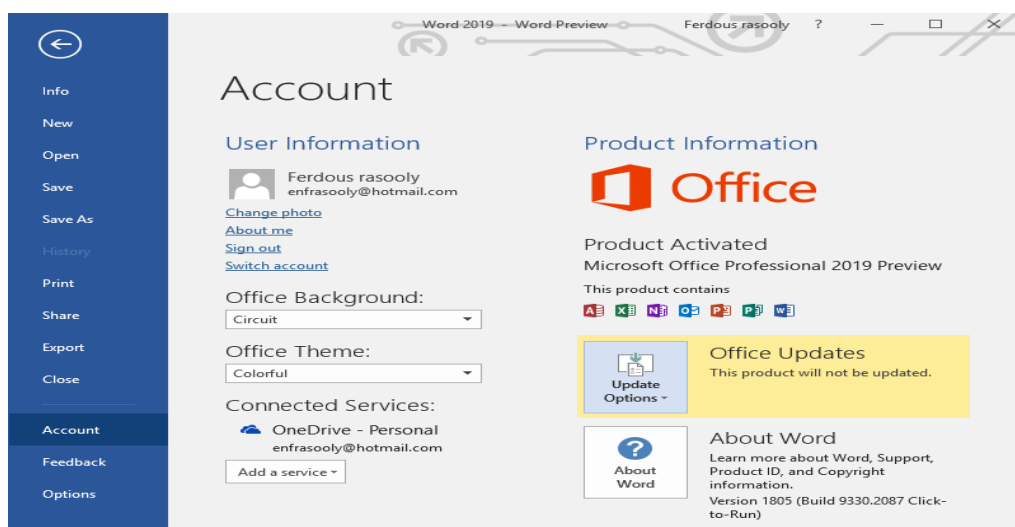 Word 2019 - Word Preview
Ferdous rasooly ?
Info
New
Open
Save
Save As
History
Print
Share
Export
Close
Account
Feedback
Options
Account
User Information
Ferdous rasooly
enfrasooly@hotmail.com
Change photo
About me
Sign out
Switch account
Office Background:
Circuit
Office Theme:
Colorful
Connected Services:
OneDrive - Personal
enfrasooly@hotmail.com
Add a service
Product Information
Office
Product Activated
Microsoft Office Professional 2019 Preview
This product contains
Update
Options
Office Updates
This product will not be updated.
About
Word
About Word
Learn more about Word, Support,
Product ID, and Copyright
information.
Version 1805 (Build 9330.2087 Click-
to-Run)